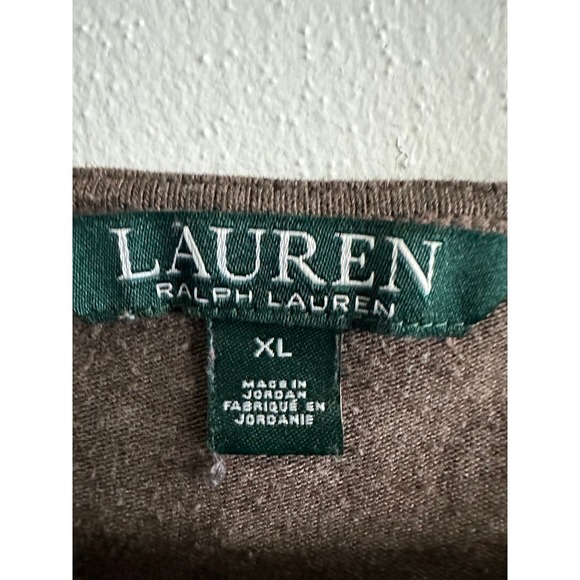 LAUREN
RALPH LAUREN
XL
MADE IN
JORDAN
FABRIQUÉ EN
JORDANIE